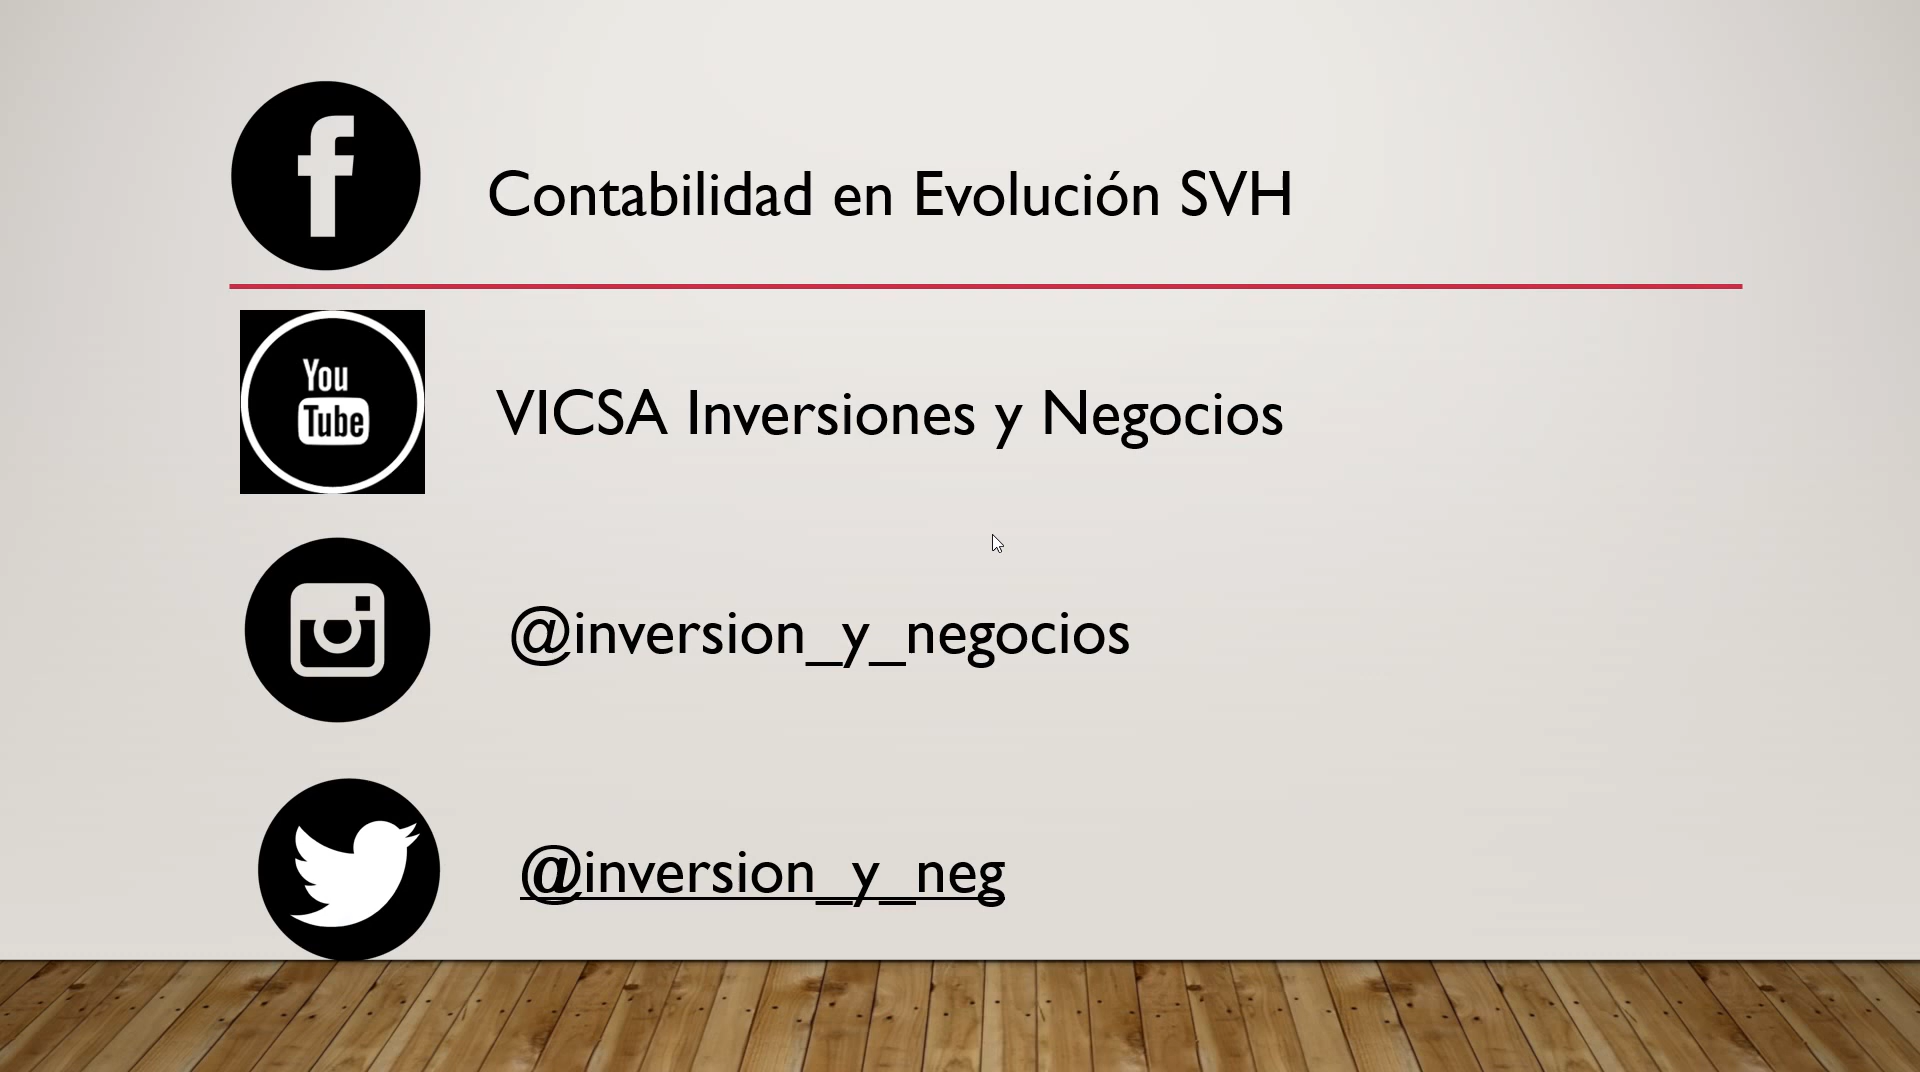 f
Contabilidad en Evolución SVH
You
Tube
VICSA Inversiones y Negocios
@inversion_y_negocios
@inversion_y_neg